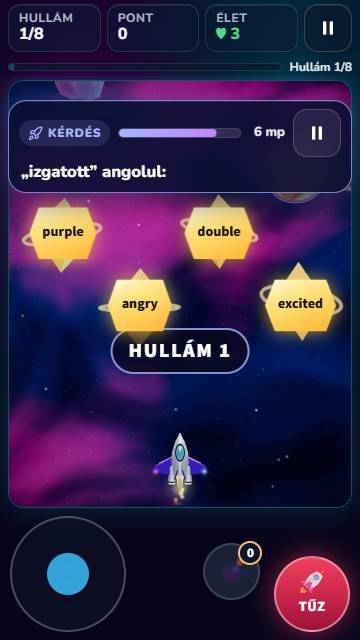 HULLÁM
1/8
PONT
0
ÉLET
3
Hullám 1/8
KÉRDÉS
6 mp
„izgatott” angolul:
purple
double
angry
excited
HULLÁM 1
0
TŰZ